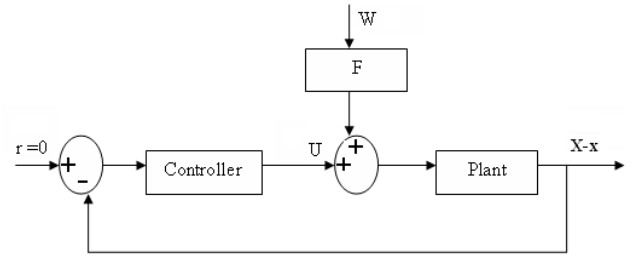 W
F
r=0
+
-
Controller
U
+
+
Plant
X-x